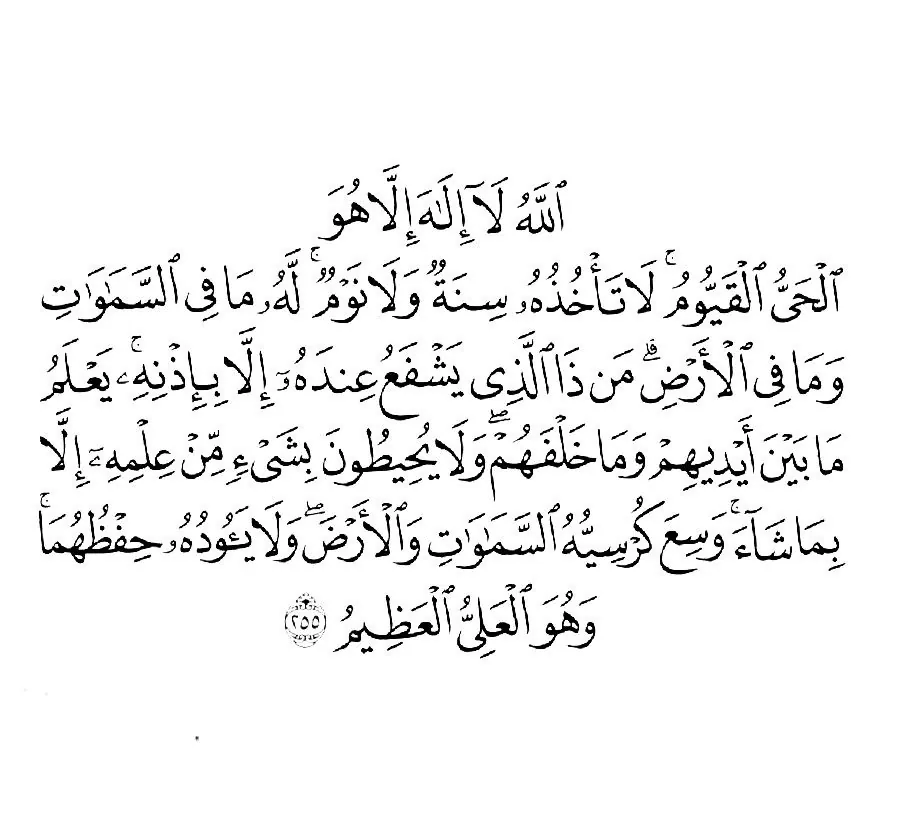 ٱللَّهُ لَآ إِلَٰهَ إِلَّا هُوَ
ٱلْحَىُّ ٱلْقَيُّومُ ۚ لَا تَأْخُذُهُۥ سِنَةٌ وَلَا نَوْمٌ ۚ لَّهُۥ مَا فِى ٱلسَّمَٰوَٰتِ
وَمَا فِى ٱلْأَرْضِ ۗ مَن ذَا ٱلَّذِى يَشْفَعُ عِندَهُۥٓ إِلَّا بِإِذْنِهِۦ ۚ يَعْلَمُ
مَا بَيْنَ أَيْدِيهِمْ وَمَا خَلْفَهُمْ ۖ وَلَا يُحِيطُونَ بِشَىْءٍ مِّنْ عِلْمِهِۦٓ إِلَّا
بِمَا شَآءَ ۚ وَسِعَ كُرْسِيُّهُ ٱلسَّمَٰوَٰتِ وَٱلْأَرْضَ ۖ وَلَا يَـُٔودُهُۥ حِفْظُهُمَا ۚ
وَهُوَ ٱلْعَلِىُّ ٱلْعَظِيمُ ٢٥٥